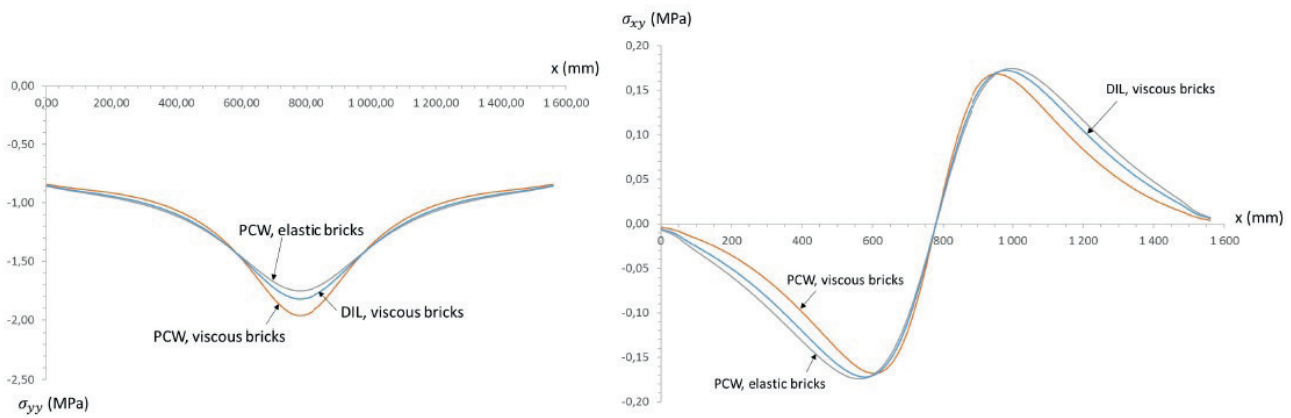 x (mm)
0,00
0,00 200,00 400,00 600,00 800,00 1000,00 1 200,00 1 400,00 1 600,00
-0,50
-1,00
-1,50
-2,00
-2,50
PCW, elastic bricks
DIL, viscous bricks
PCW, viscous bricks
σyy (MPa)
σxy (MPa)
0,20
0,15
0,10
0,05
0,00
-0,05
-0,10
-0,15
-0,20
DIL, viscous bricks
x (mm)
0 200 400 600 800 1 000 1 200 1 400 1 600
PCW, viscous bricks
PCW, elastic bricks